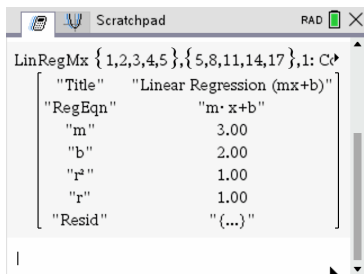 Scratchpad RAD
LinRegMx {1,2,3,4,5},{5,8,11,14,17},1: Co
"Title" "Linear Regression (mx+b)"
"RegEqn" "m· x+b"
"m" 3.00
"b" 2.00
"r²" 1.00
"r" 1.00
"Resid" "{...}"